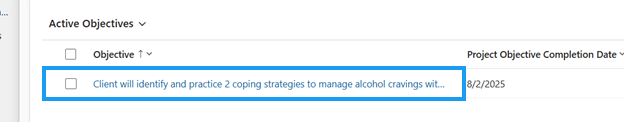 Active Objectives
Objective ↑ Project Objective Completion Date
Client will identify and practice 2 coping strategies to manage alcohol cravings wit... 8/2/2025